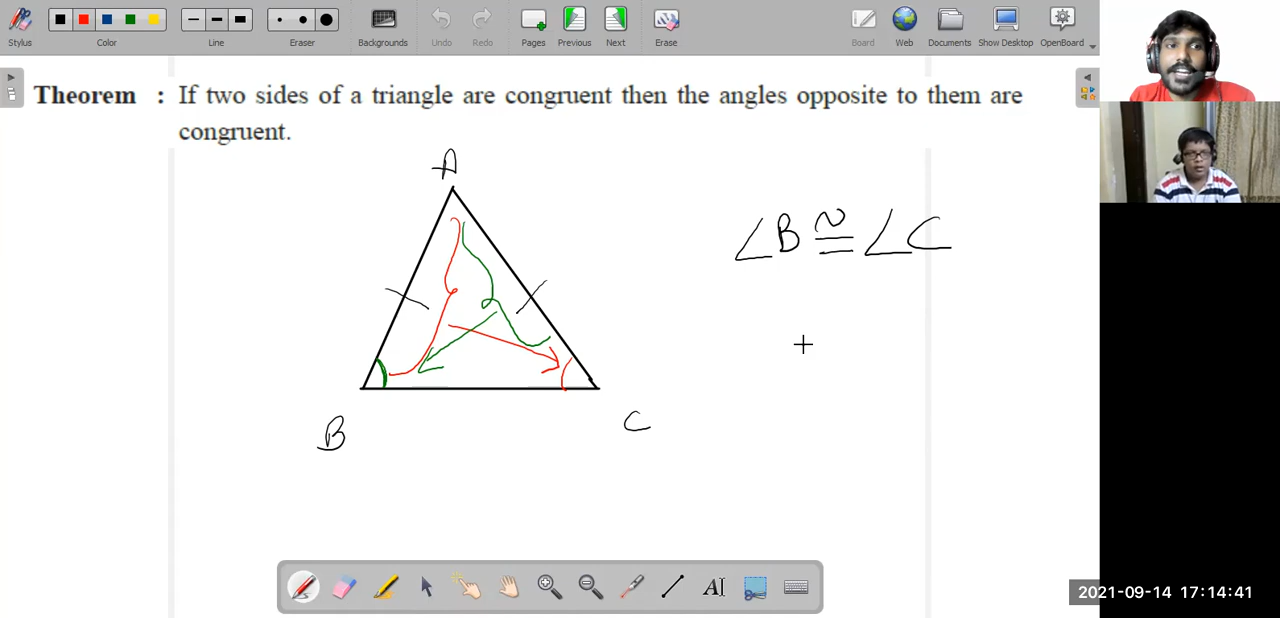 Stylus Color Line Eraser Backgrounds Undo Redo Pages Previous Next Erase Board Web Documents Show Desktop OpenBoard
Theorem : If two sides of a triangle are congruent then the angles opposite to them are
congruent.
A
∠B ≅ ∠C
B
C
AI
2021-09-14 17:14:41